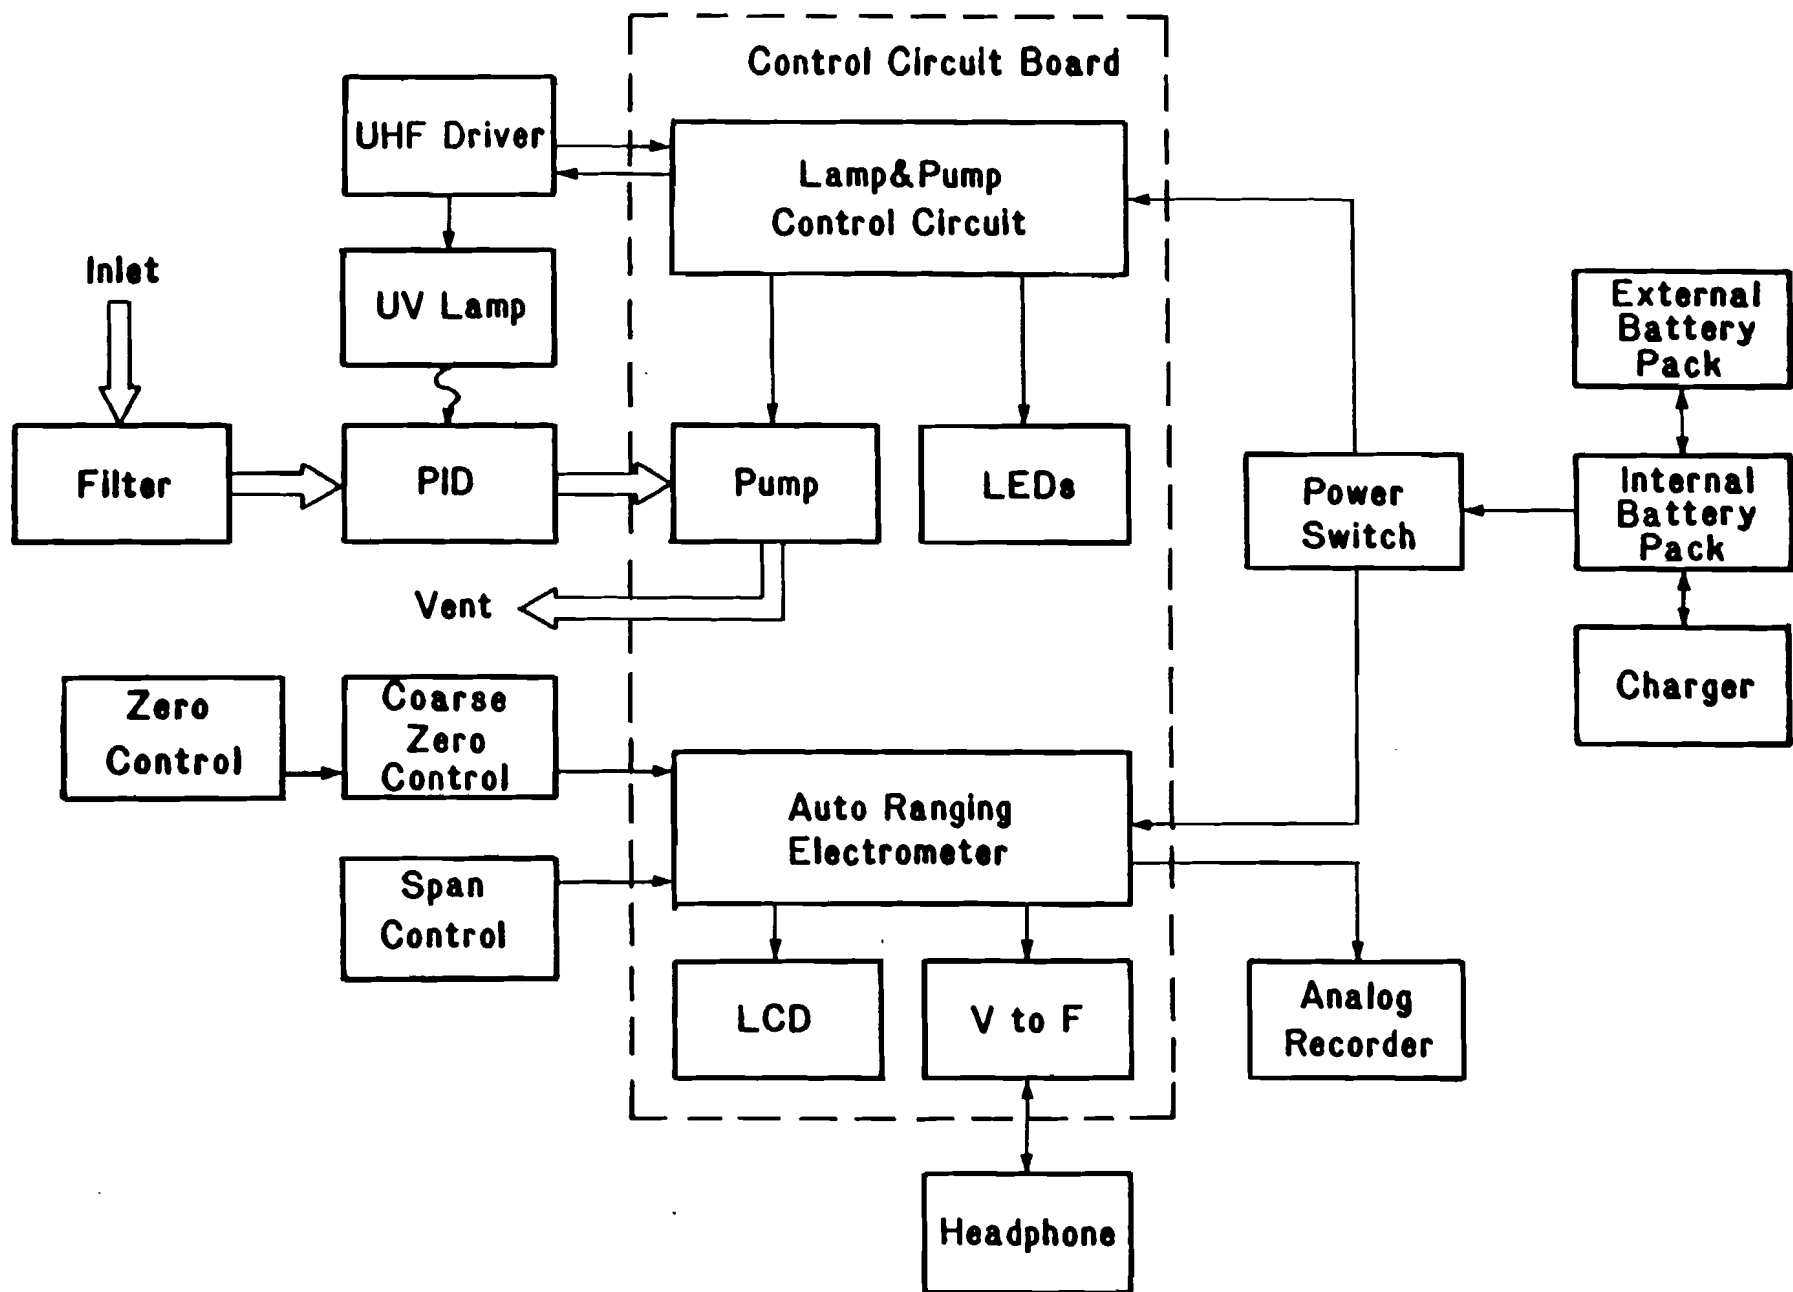 Control Circuit Board
UHF Driver
Lamp&Pump
Control Circuit
Inlet
UV Lamp
External
Battery
Pack
Filter
PID
Pump
LEDs
Power
Switch
Internal
Battery
Pack
Vent
Charger
Zero
Control
Coarse
Zero
Control
Auto Ranging
Electrometer
Span
Control
LCD
V to F
Analog
Recorder
Headphone